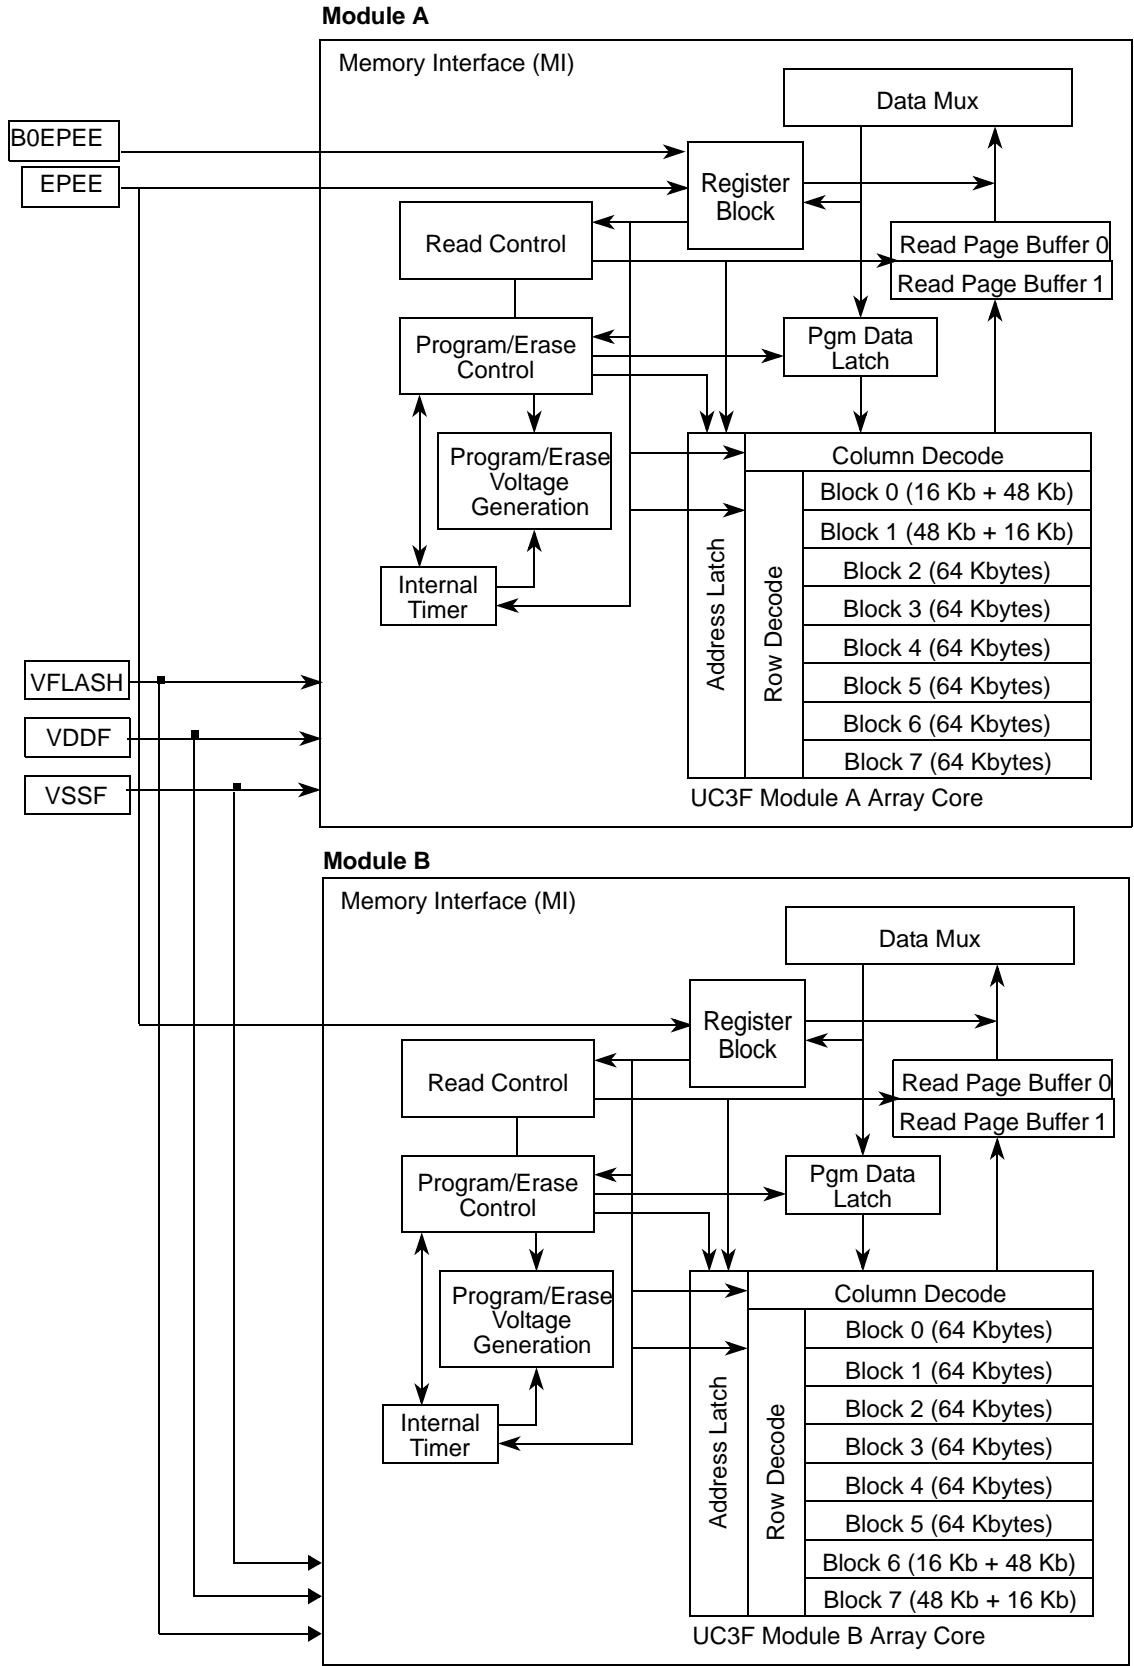 Module A
Memory Interface (MI)
Data Mux
B0EPEE
EPEE
Register
Block
Read Control
Read Page Buffer 0
Read Page Buffer 1
Program/Erase
Control
Pgm Data
Latch
Program/Erase
Voltage
Generation
Internal
Timer
Address Latch
Column Decode
Row Decode
Block 0 (16 Kb + 48 Kb)
Block 1 (48 Kb + 16 Kb)
Block 2 (64 Kbytes)
Block 3 (64 Kbytes)
Block 4 (64 Kbytes)
Block 5 (64 Kbytes)
Block 6 (64 Kbytes)
Block 7 (64 Kbytes)
UC3F Module A Array Core
VFLASH
VDDF
VSSF
Module B
Memory Interface (MI)
Data Mux
Register
Block
Read Control
Read Page Buffer 0
Read Page Buffer 1
Program/Erase
Control
Pgm Data
Latch
Program/Erase
Voltage
Generation
Internal
Timer
Address Latch
Column Decode
Row Decode
Block 0 (64 Kbytes)
Block 1 (64 Kbytes)
Block 2 (64 Kbytes)
Block 3 (64 Kbytes)
Block 4 (64 Kbytes)
Block 5 (64 Kbytes)
Block 6 (16 Kb + 48 Kb)
Block 7 (48 Kb + 16 Kb)
UC3F Module B Array Core